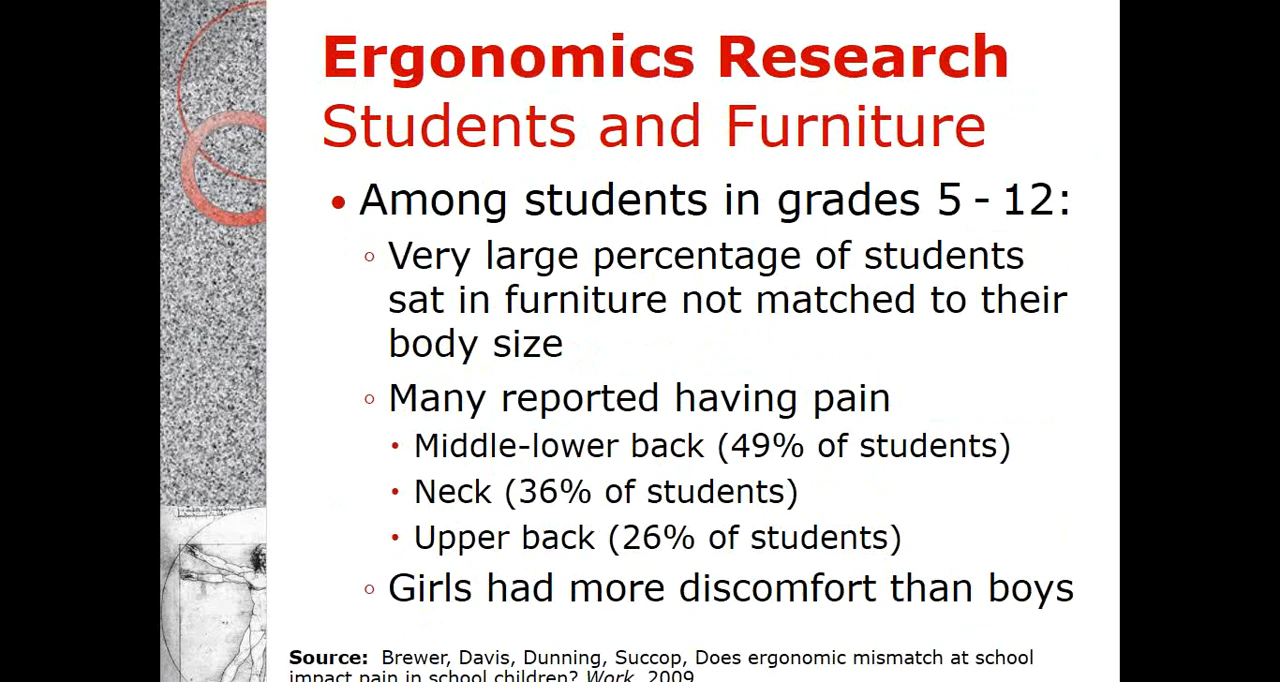 Ergonomics Research
Students and Furniture
• Among students in grades 5 - 12:
○ Very large percentage of students
sat in furniture not matched to their
body size
○ Many reported having pain
• Middle-lower back (49% of students)
• Neck (36% of students)
• Upper back (26% of students)
○ Girls had more discomfort than boys
Source: Brewer, Davis, Dunning, Succop, Does ergonomic mismatch at school
impact pain in school children? Work, 2009